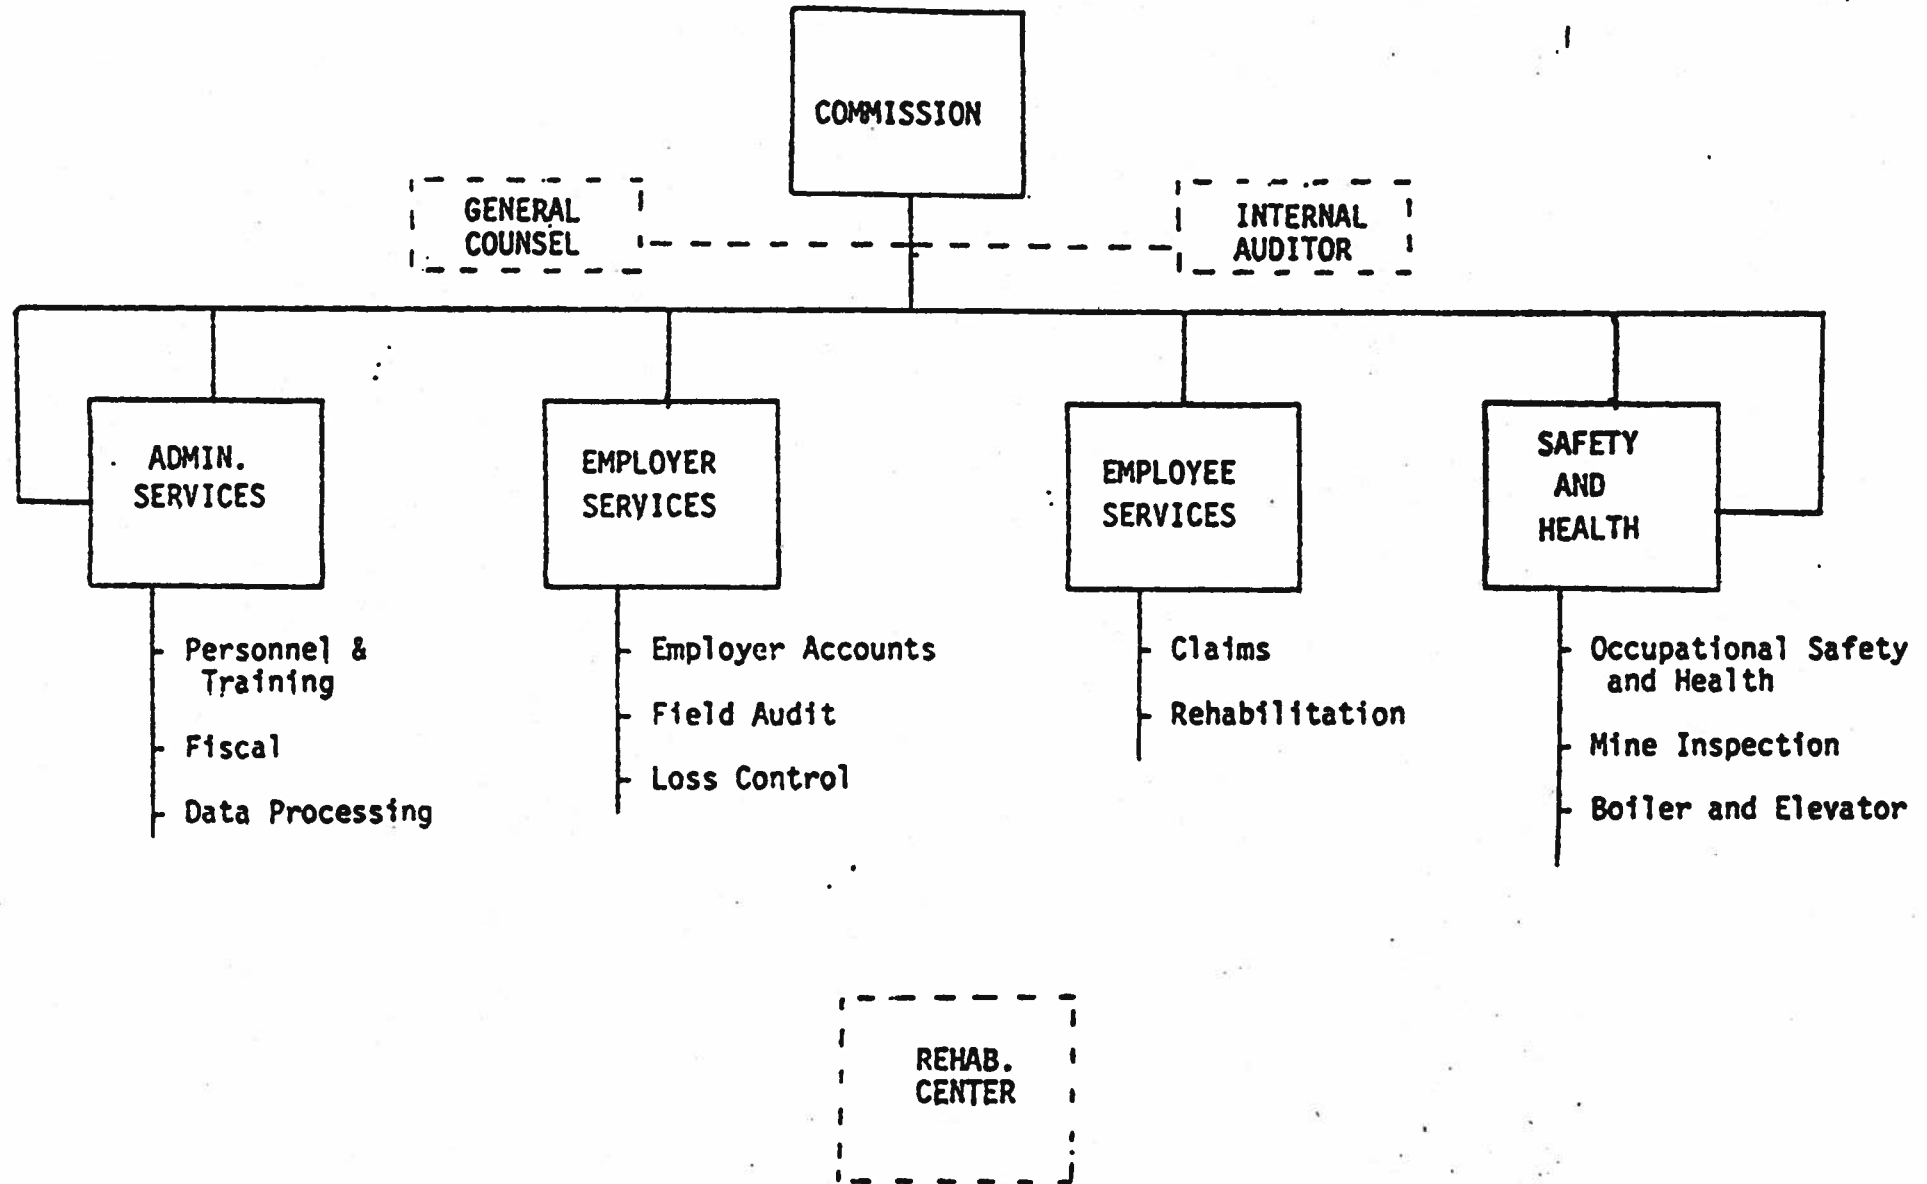 COMMISSION
GENERAL
COUNSEL
INTERNAL
AUDITOR
ADMIN.
SERVICES
EMPLOYER
SERVICES
EMPLOYEE
SERVICES
SAFETY
AND
HEALTH
Personnel &
Training
Fiscal
Data Processing
Employer Accounts
Field Audit
Loss Control
Claims
Rehabilitation
Occupational Safety
and Health
Mine Inspection
Boiler and Elevator
REHAB.
CENTER